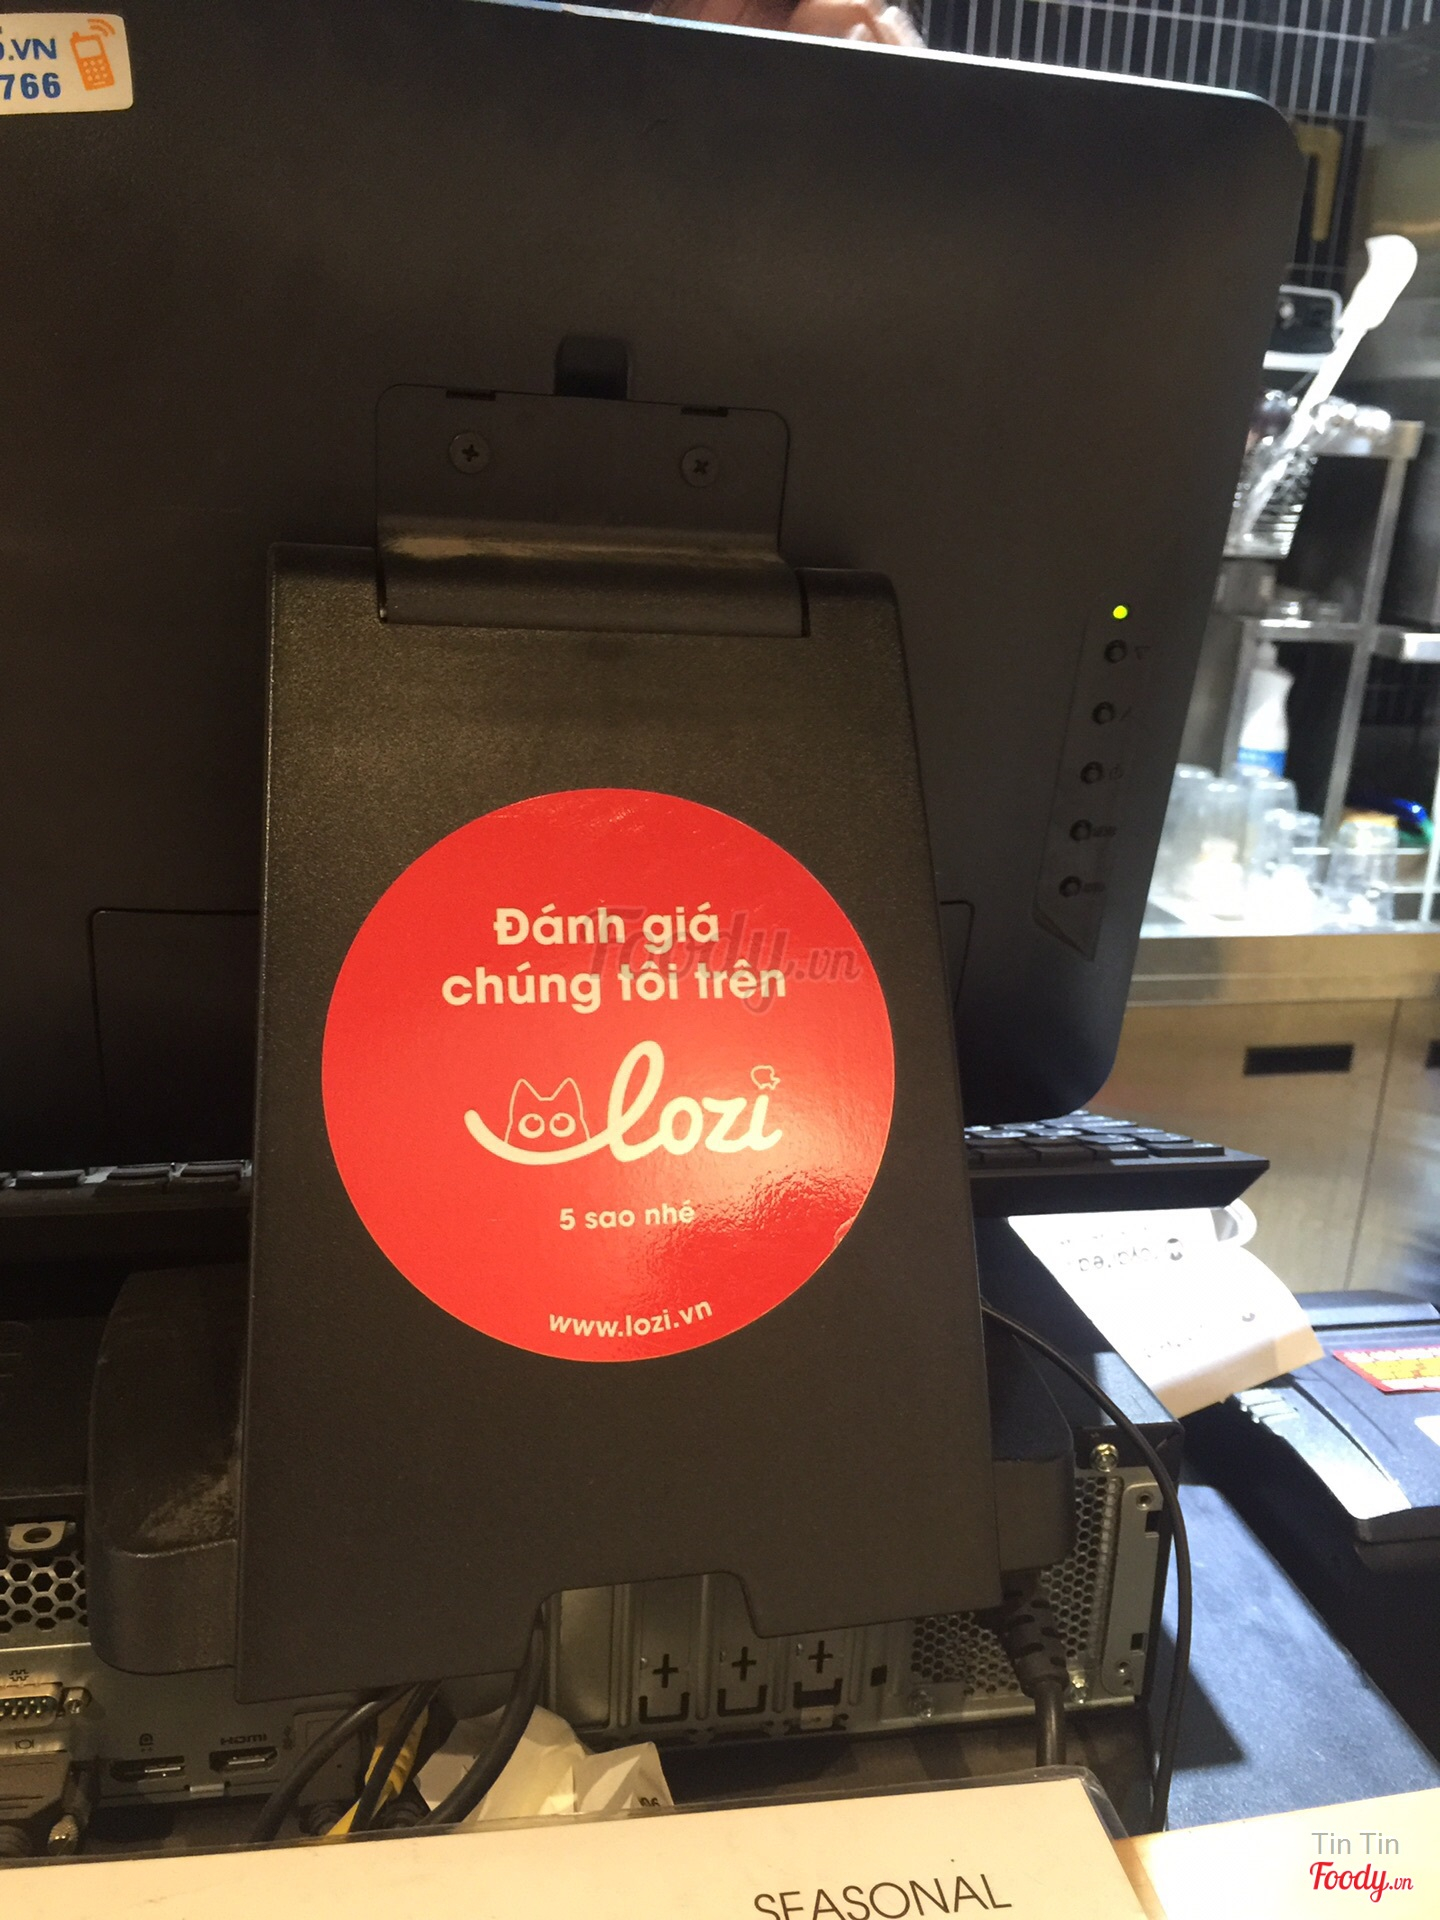 .VN
766
Đánh giá
chúng tôi trên
lozi
5 sao nhé
www.lozi.vn
Foody.vn
HDMI
SEASONAL
Tin Tin
Foody.vn